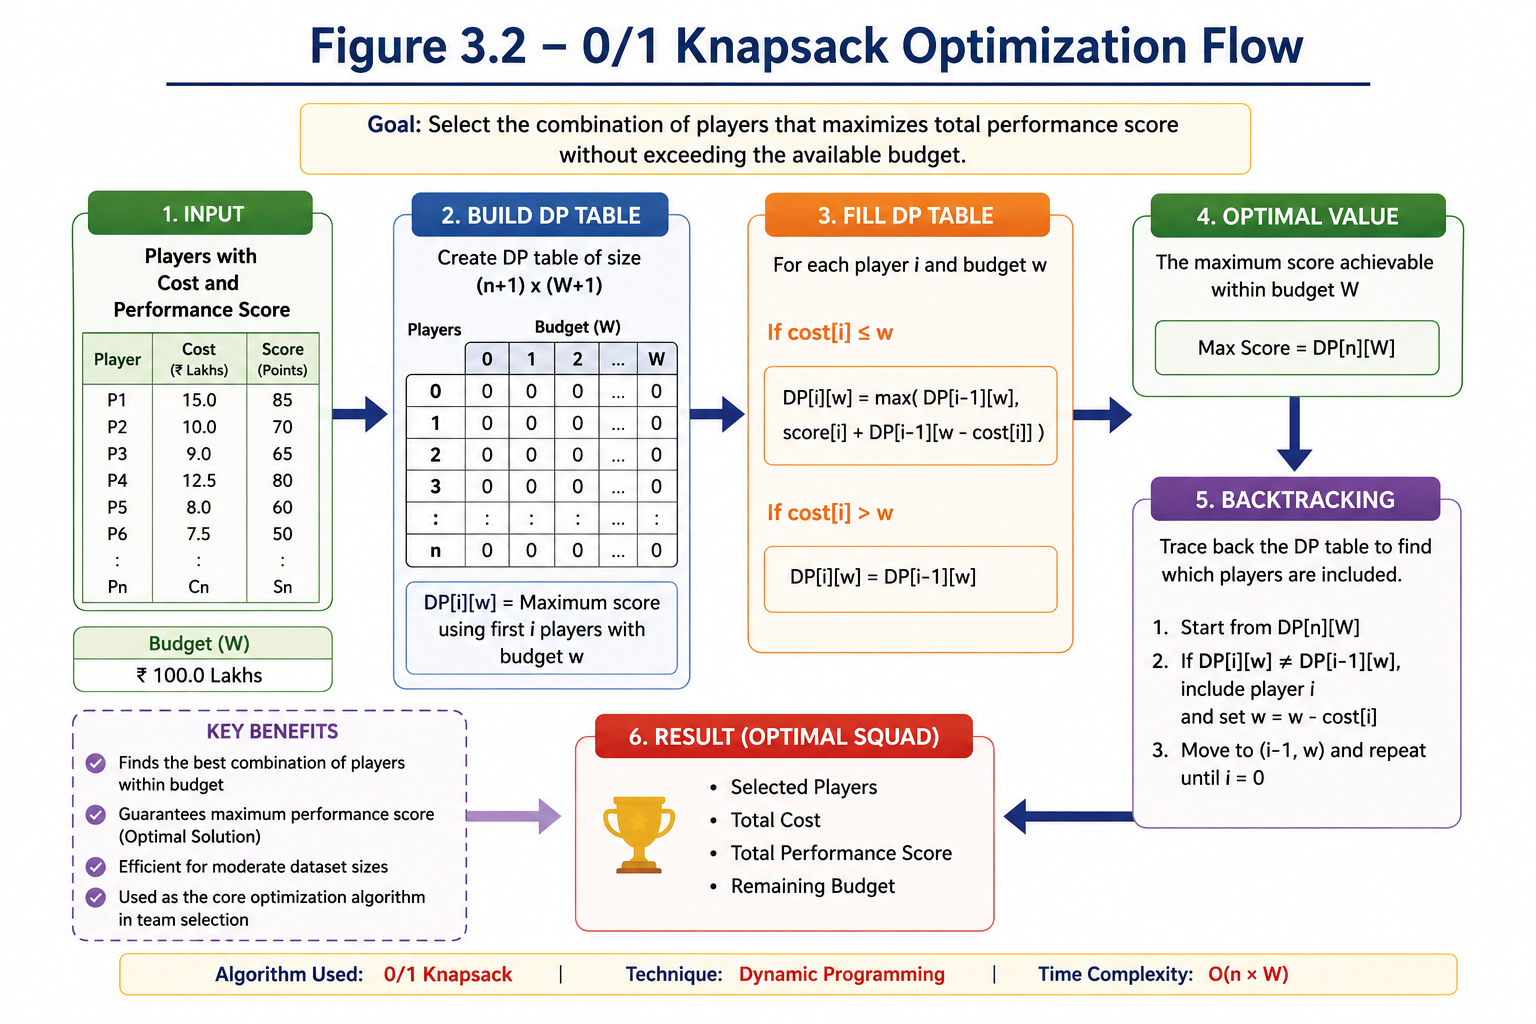 Figure 3.2 – 0/1 Knapsack Optimization Flow
Goal: Select the combination of players that maximizes total performance score
without exceeding the available budget.
1. INPUT
Players with
Cost and
Performance Score
Player Cost (₹ Lakhs) Score (Points)
P1 15.0 85
P2 10.0 70
P3 9.0 65
P4 12.5 80
P5 8.0 60
P6 7.5 50
: : :
Pn Cn Sn
Budget (W)
₹ 100.0 Lakhs
2. BUILD DP TABLE
Create DP table of size
(n+1) x (W+1)
Players Budget (W)
0 1 2 ... W
0 0 0 0 ... 0
1 0 0 0 ... 0
2 0 0 0 ... 0
3 0 0 0 ... 0
: : : : ... :
n 0 0 0 ... 0
DP[i][w] = Maximum score
using first i players with
budget w
3. FILL DP TABLE
For each player i and budget w
If cost[i] ≤ w
DP[i][w] = max( DP[i-1][w],
score[i] + DP[i-1][w - cost[i]] )
If cost[i] > w
DP[i][w] = DP[i-1][w]
4. OPTIMAL VALUE
The maximum score achievable
within budget W
Max Score = DP[n][W]
5. BACKTRACKING
Trace back the DP table to find
which players are included.
1. Start from DP[n][W]
2. If DP[i][w] ≠ DP[i-1][w],
include player i
and set w = w - cost[i]
3. Move to (i-1, w) and repeat
until i = 0
KEY BENEFITS
Finds the best combination of players
within budget
Guarantees maximum performance score
(Optimal Solution)
Efficient for moderate dataset sizes
Used as the core optimization algorithm
in team selection
6. RESULT (OPTIMAL SQUAD)
• Selected Players
• Total Cost
• Total Performance Score
• Remaining Budget
Algorithm Used: 0/1 Knapsack | Technique: Dynamic Programming | Time Complexity: O(n × W)